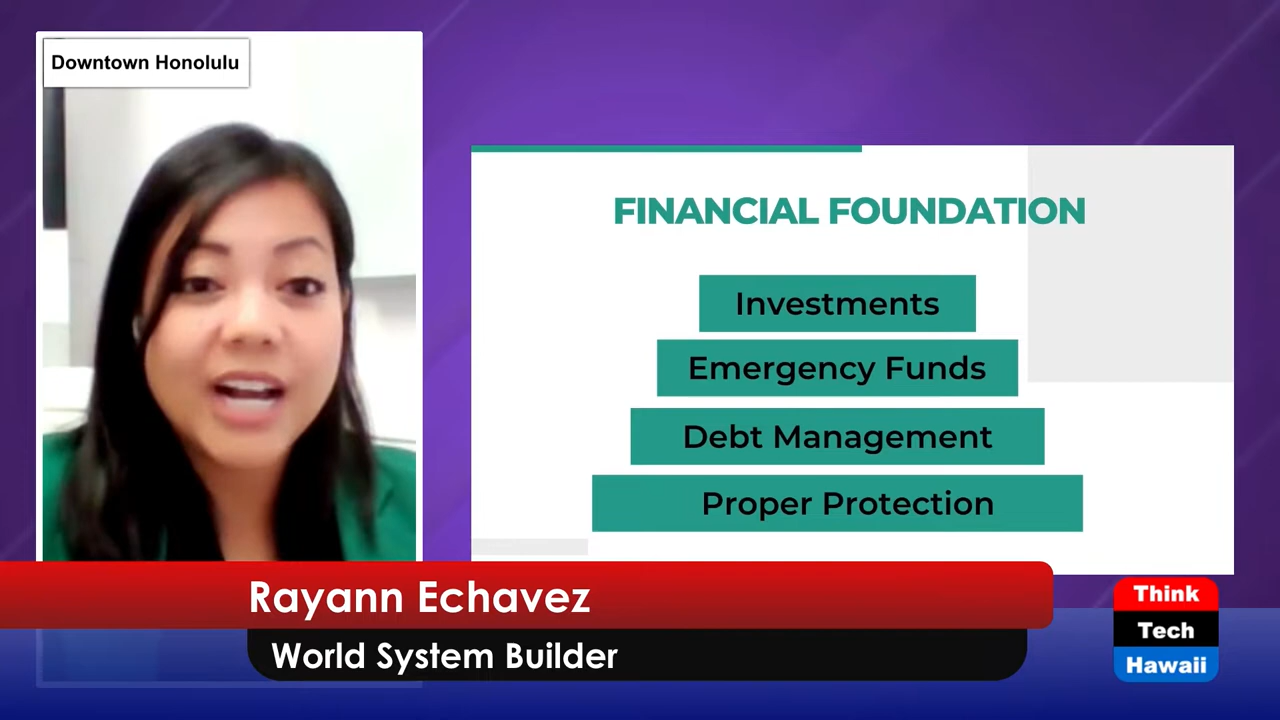 Downtown Honolulu
FINANCIAL FOUNDATION
Investments
Emergency Funds
Debt Management
Proper Protection
Rayann Echavez
World System Builder
Think
Tech
Hawaii